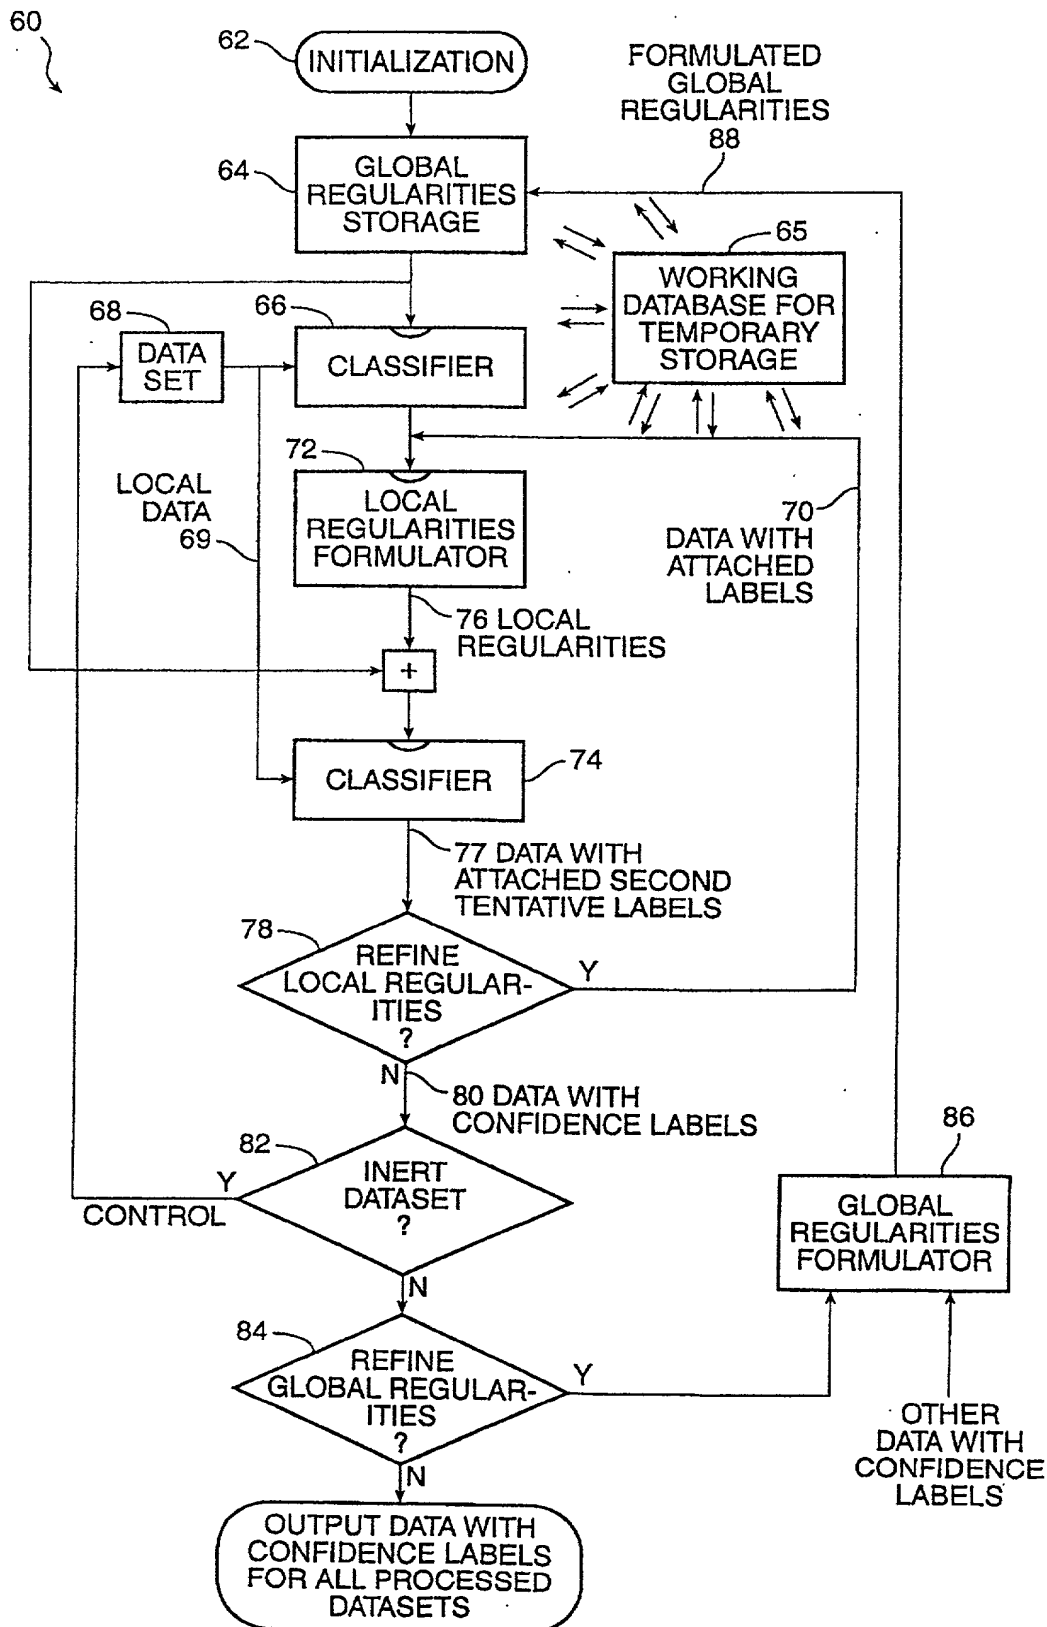 60
62
INITIALIZATION
FORMULATED
GLOBAL
REGULARITIES
88
64
GLOBAL
REGULARITIES
STORAGE
65
WORKING
DATABASE FOR
TEMPORARY
STORAGE
66
68
DATA
SET
CLASSIFIER
72
LOCAL
DATA
69
LOCAL
REGULARITIES
FORMULATOR
70
DATA WITH
ATTACHED
LABELS
76 LOCAL
REGULARITIES
+
CLASSIFIER
74
77 DATA WITH
ATTACHED SECOND
TENTATIVE LABELS
78
REFINE
LOCAL REGULAR-
ITIES
?
Y
N
80 DATA WITH
CONFIDENCE LABELS
82
INERT
DATASET
?
Y
CONTROL
N
86
GLOBAL
REGULARITIES
FORMULATOR
84
REFINE
GLOBAL REGULAR-
ITIES
?
Y
N
OTHER
DATA WITH
CONFIDENCE
LABELS
OUTPUT DATA WITH
CONFIDENCE LABELS
FOR ALL PROCESSED
DATASETS